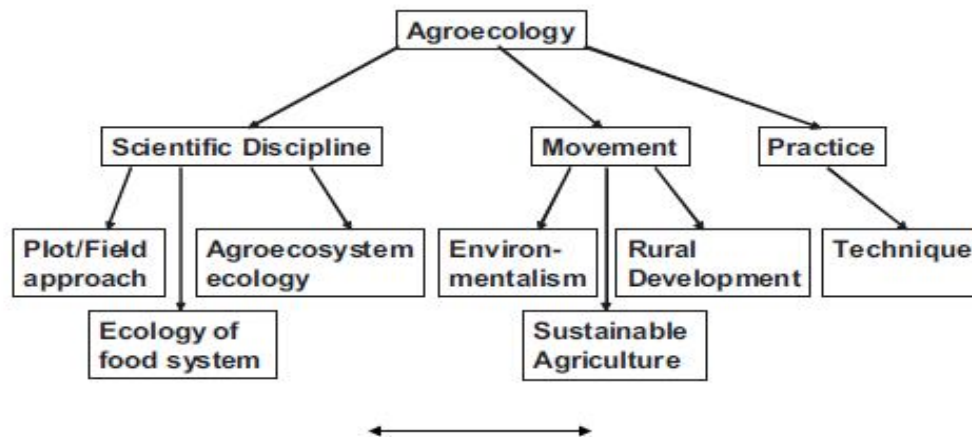 Agroecology
Scientific Discipline
Movement
Practice
Plot/Field
approach
Agroecosystem
ecology
Environ-
mentalism
Rural
Development
Technique
Ecology of
food system
Sustainable
Agriculture